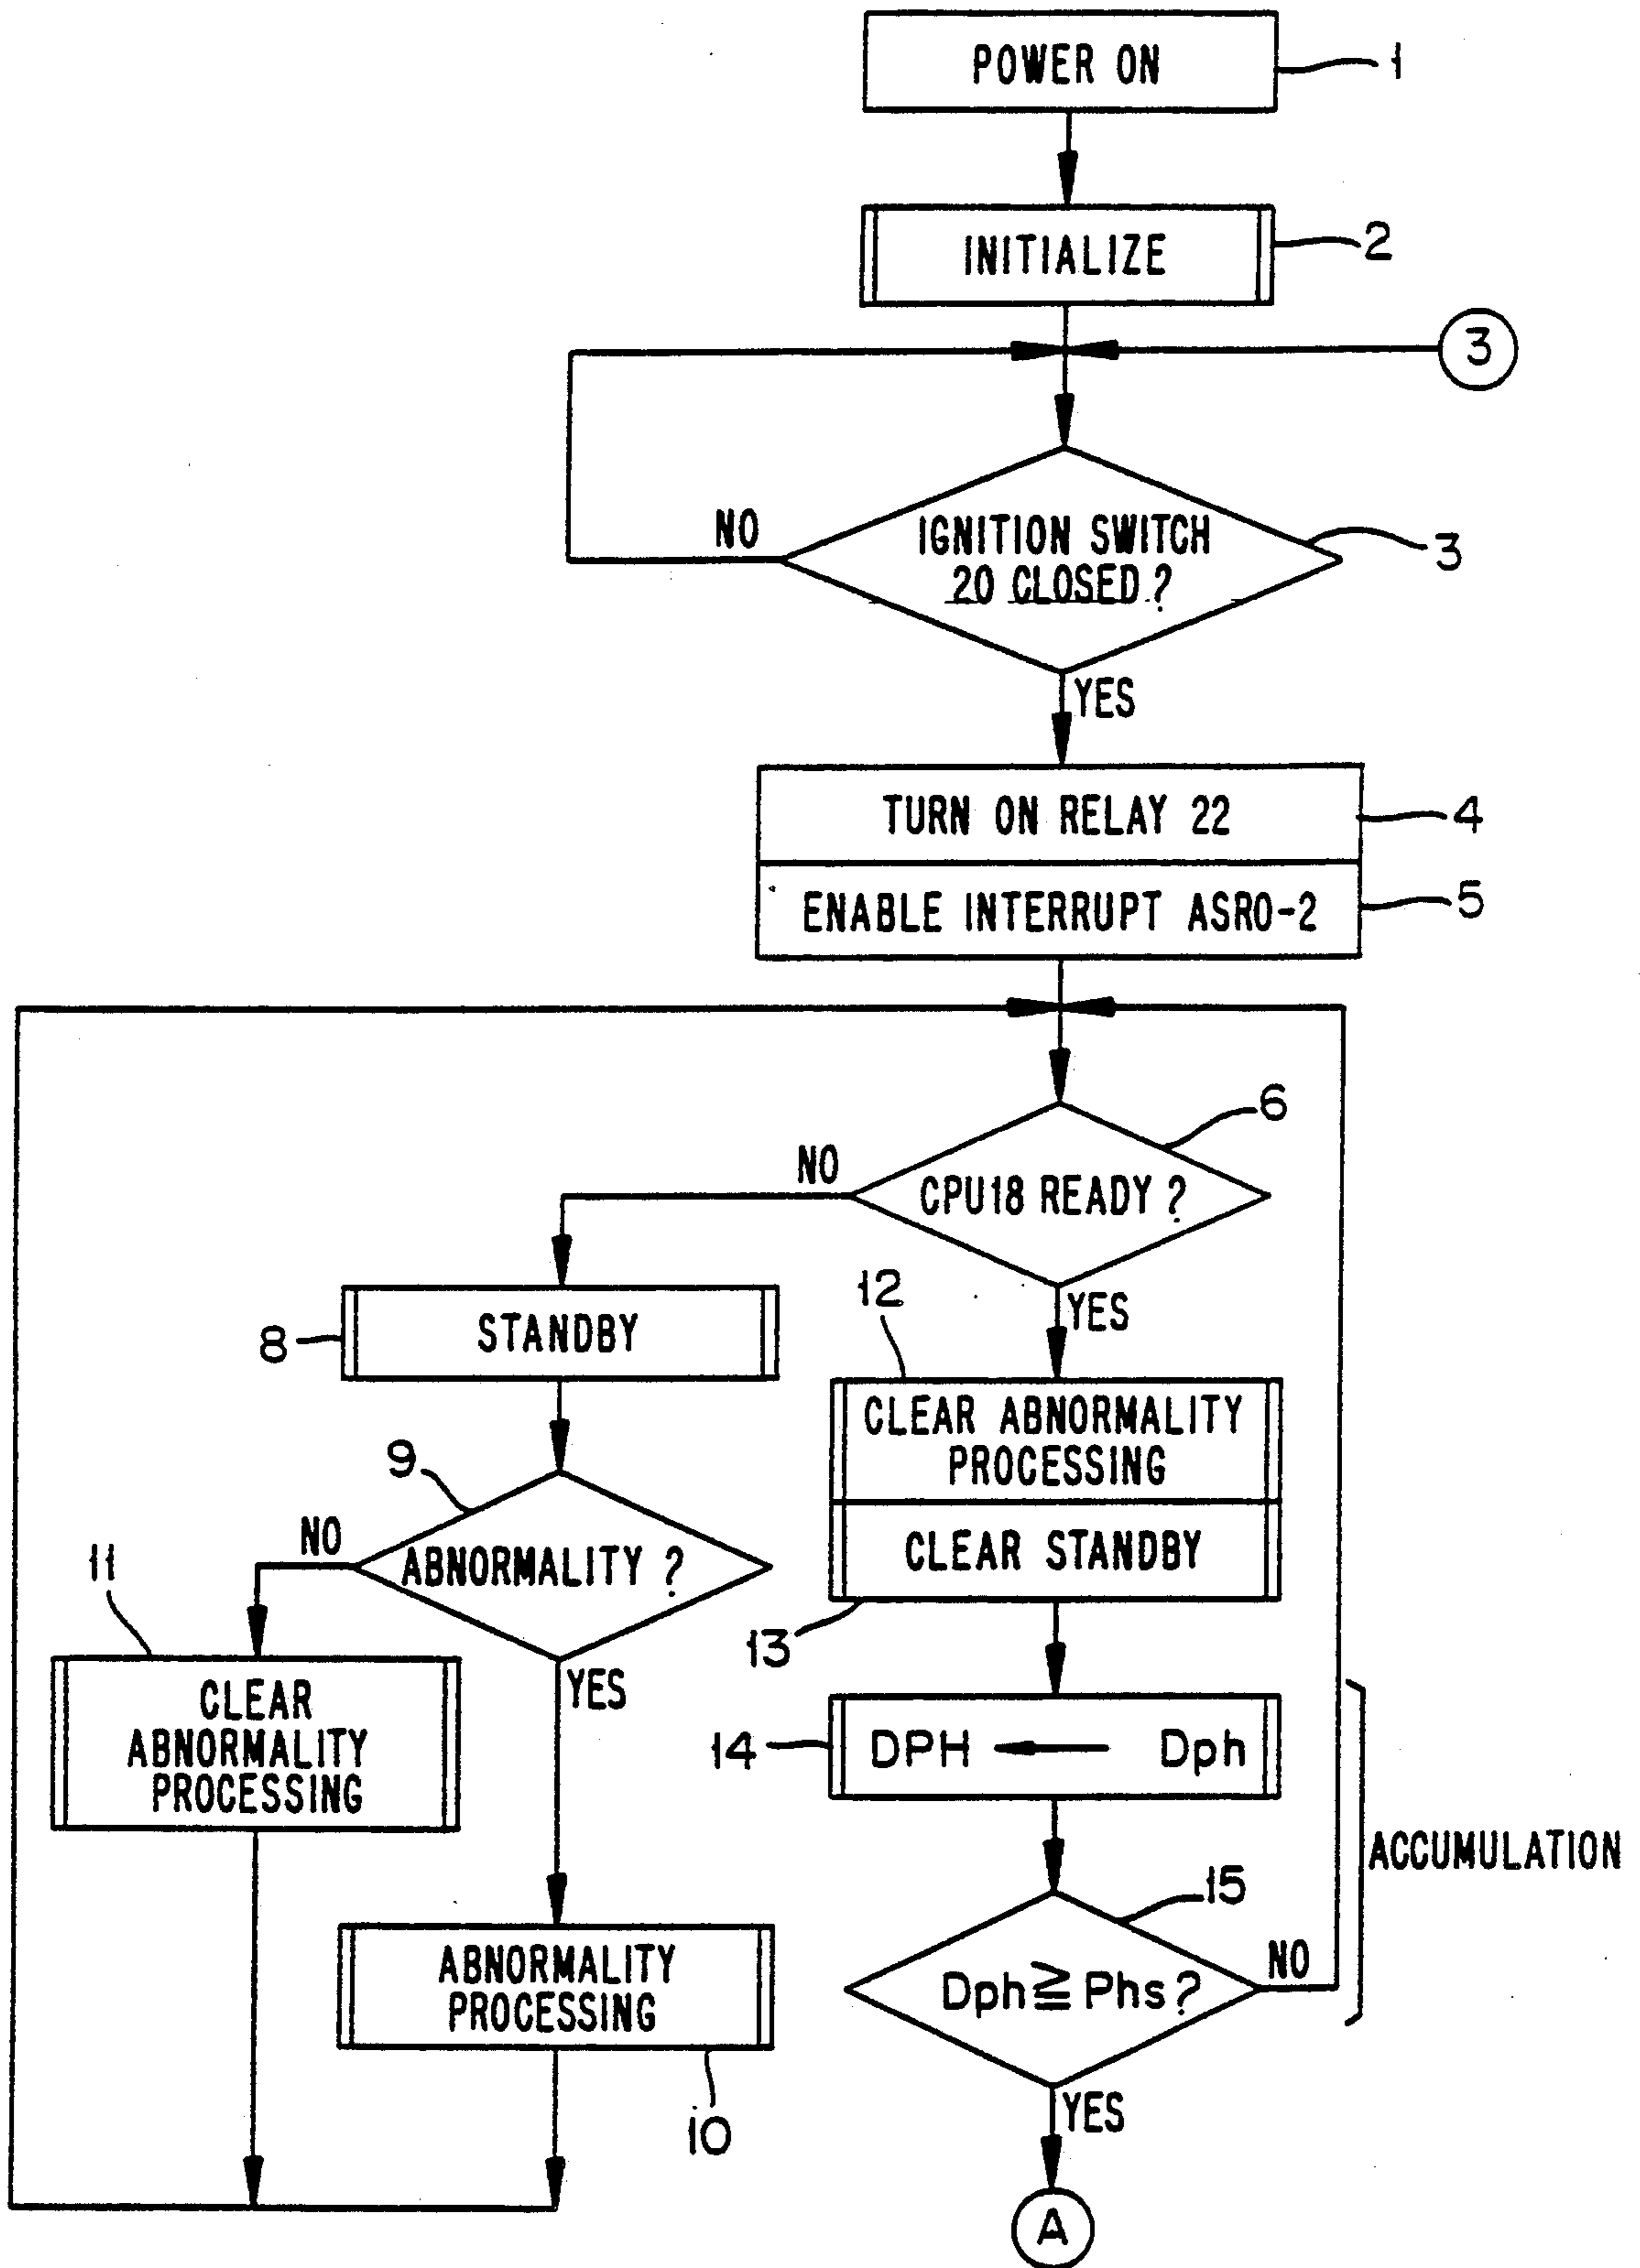 POWER ON
1
INITIALIZE
2
3
IGNITION SWITCH
20 CLOSED ?
3
NO
YES
TURN ON RELAY 22
4
ENABLE INTERRUPT ASR0-2
5
6
NO
CPU18 READY ?
YES
8
STANDBY
12
CLEAR ABNORMALITY
PROCESSING
CLEAR STANDBY
13
9
NO
ABNORMALITY ?
YES
11
CLEAR
ABNORMALITY
PROCESSING
14
DPH ← Dph
ACCUMULATION
15
Dph ≧ Phs ?
NO
YES
ABNORMALITY
PROCESSING
10
A